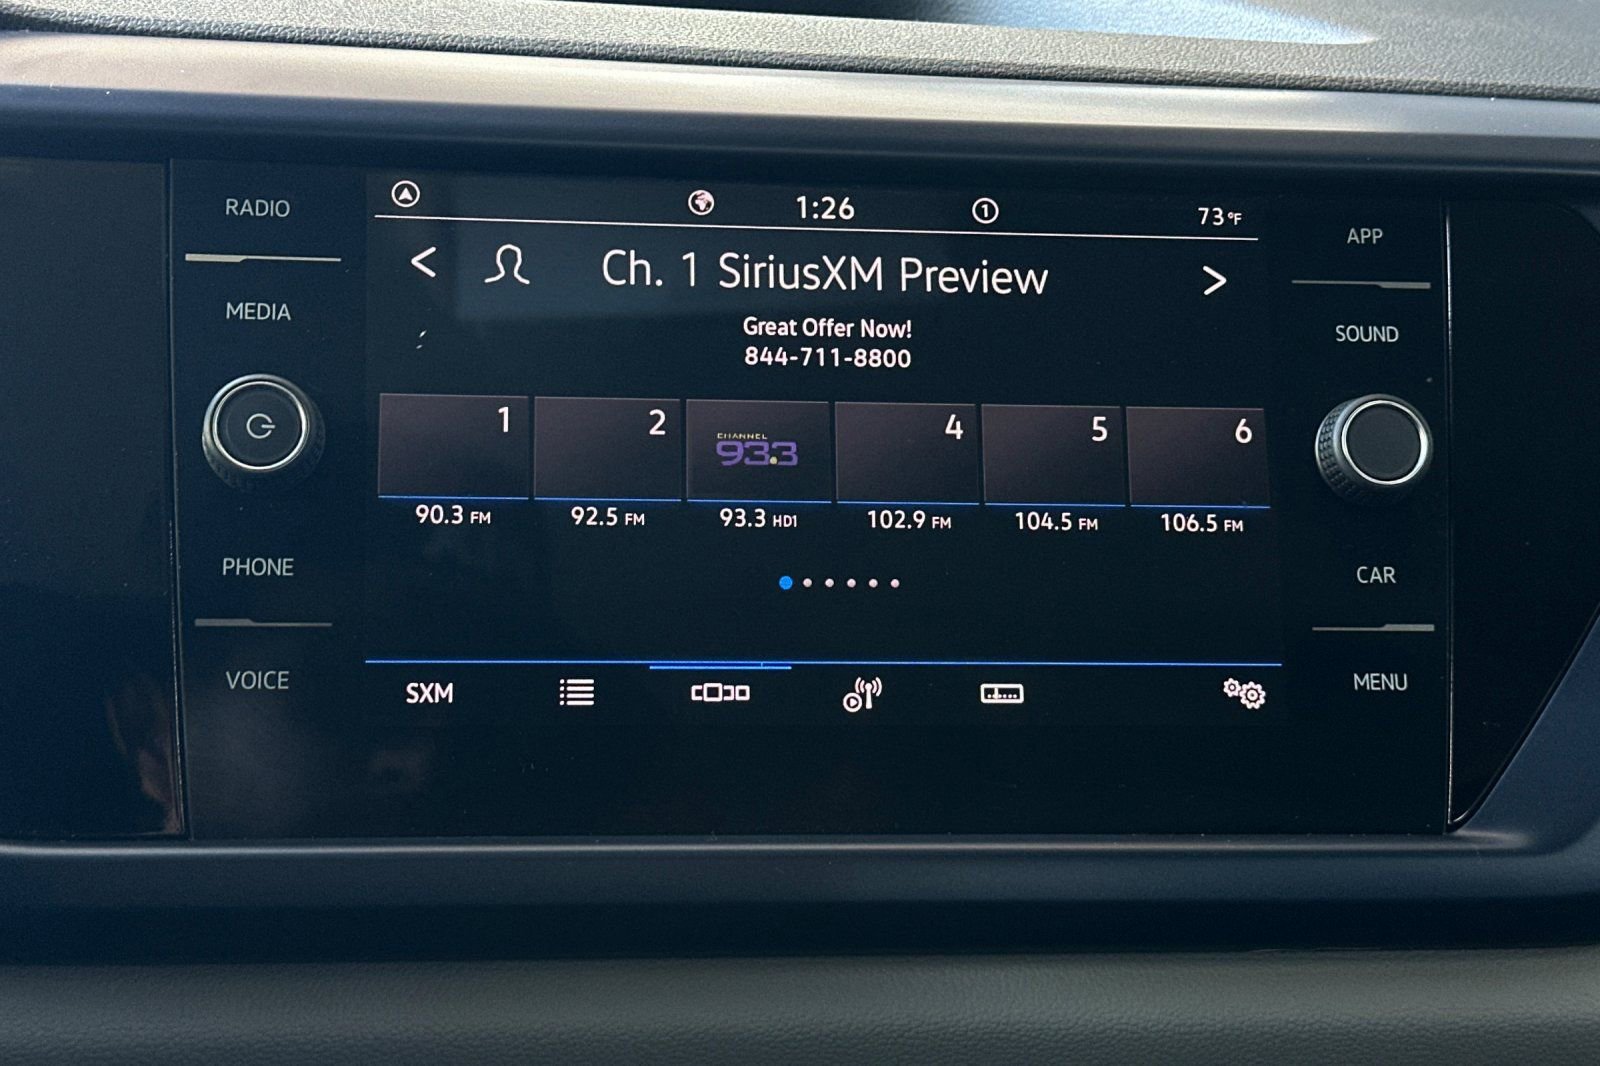 RADIO
MEDIA
PHONE
VOICE
1:26
1
73°F
< Ch. 1 SiriusXM Preview >
Great Offer Now!
844-711-8800
1
2
CHANNEL
93.3
4
5
6
90.3 FM
92.5 FM
93.3 HD1
102.9 FM
104.5 FM
106.5 FM
SXM
APP
SOUND
CAR
MENU